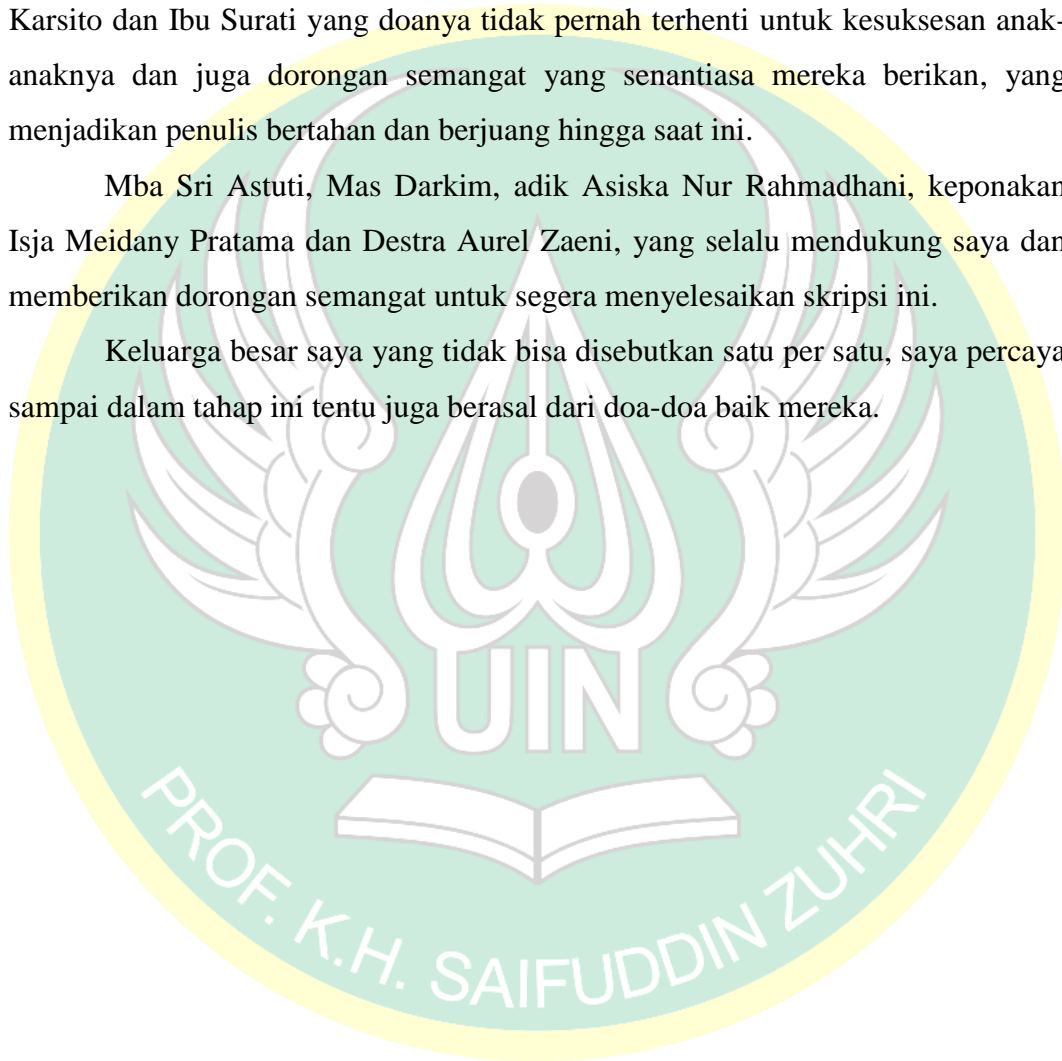 Karsito dan Ibu Surati yang doanya tidak pernah terhenti untuk kesuksesan anak-
anaknya dan juga dorongan semangat yang senantiasa mereka berikan, yang
menjadikan penulis bertahan dan berjuang hingga saat ini.
Mba Sri Astuti, Mas Darkim, adik Asiska Nur Rahmadhani, keponakan
Isja Meidany Pratama dan Destra Aurel Zaeni, yang selalu mendukung saya dan
memberikan dorongan semangat untuk segera menyelesaikan skripsi ini.
Keluarga besar saya yang tidak bisa disebutkan satu per satu, saya percaya
sampai dalam tahap ini tentu juga berasal dari doa-doa baik mereka.
UIN
PROF. K.H. SAIFUDDIN ZUHRI